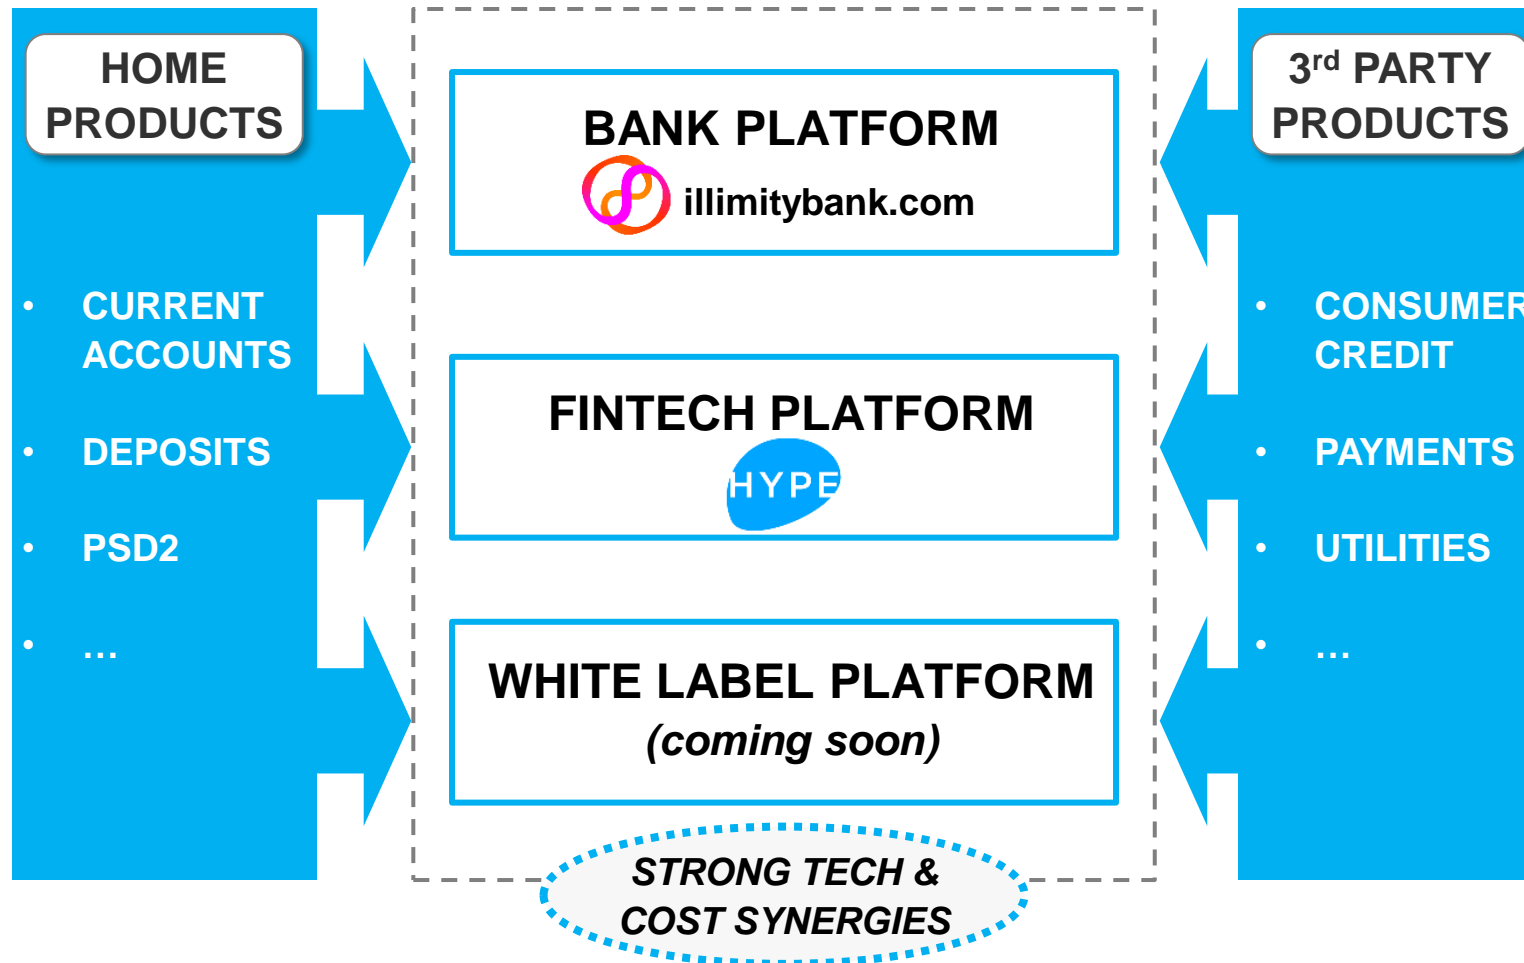 HOME
PRODUCTS
• CURRENT
ACCOUNTS
• DEPOSITS
• PSD2
• …
BANK PLATFORM
illimitybank.com
FINTECH PLATFORM
HYPE
WHITE LABEL PLATFORM
(coming soon)
STRONG TECH &
COST SYNERGIES
3rd PARTY
PRODUCTS
• CONSUMER
CREDIT
• PAYMENTS
• UTILITIES
• …